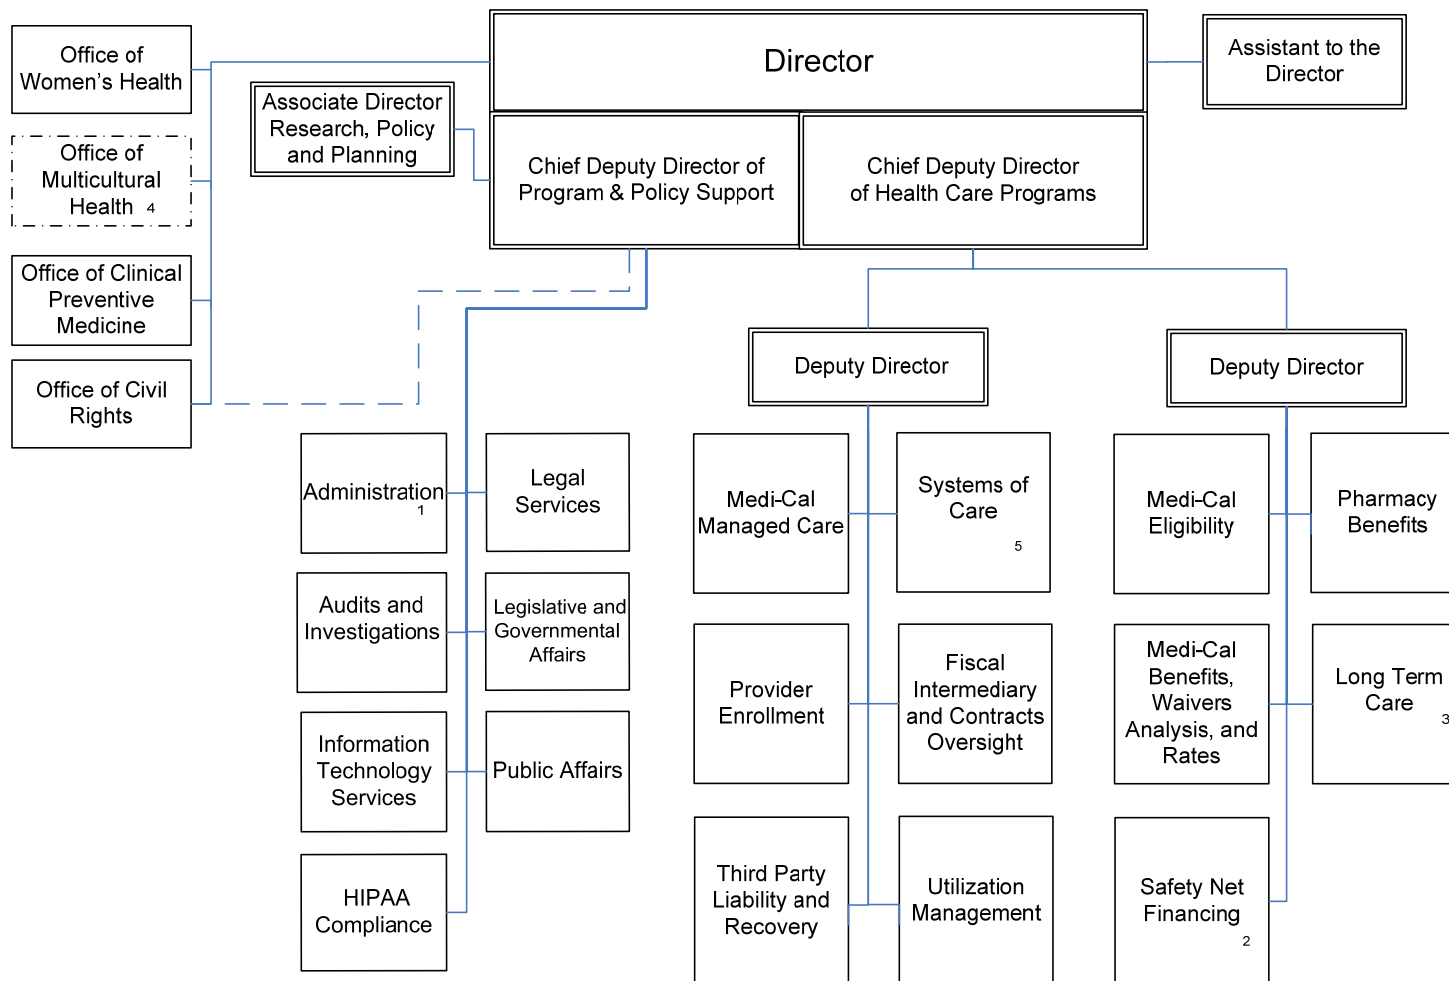 Office of
Women's Health
Director
Assistant to the
Director
Associate Director
Research, Policy
and Planning
Office of
Multicultural
Health 4
Chief Deputy Director of
Program & Policy Support
Chief Deputy Director
of Health Care Programs
Office of Clinical
Preventive
Medicine
Office of Civil
Rights
Deputy Director
Deputy Director
Administration
1
Legal
Services
Medi-Cal
Managed Care
Systems of
Care
5
Medi-Cal
Eligibility
Pharmacy
Benefits
Audits and
Investigations
Legislative and
Governmental
Affairs
Provider
Enrollment
Fiscal
Intermediary
and Contracts
Oversight
Medi-Cal
Benefits,
Waivers
Analysis, and
Rates
Long Term
Care
3
Information
Technology
Services
Public Affairs
HIPAA
Compliance
Third Party
Liability and
Recovery
Utilization
Management
Safety Net
Financing
2